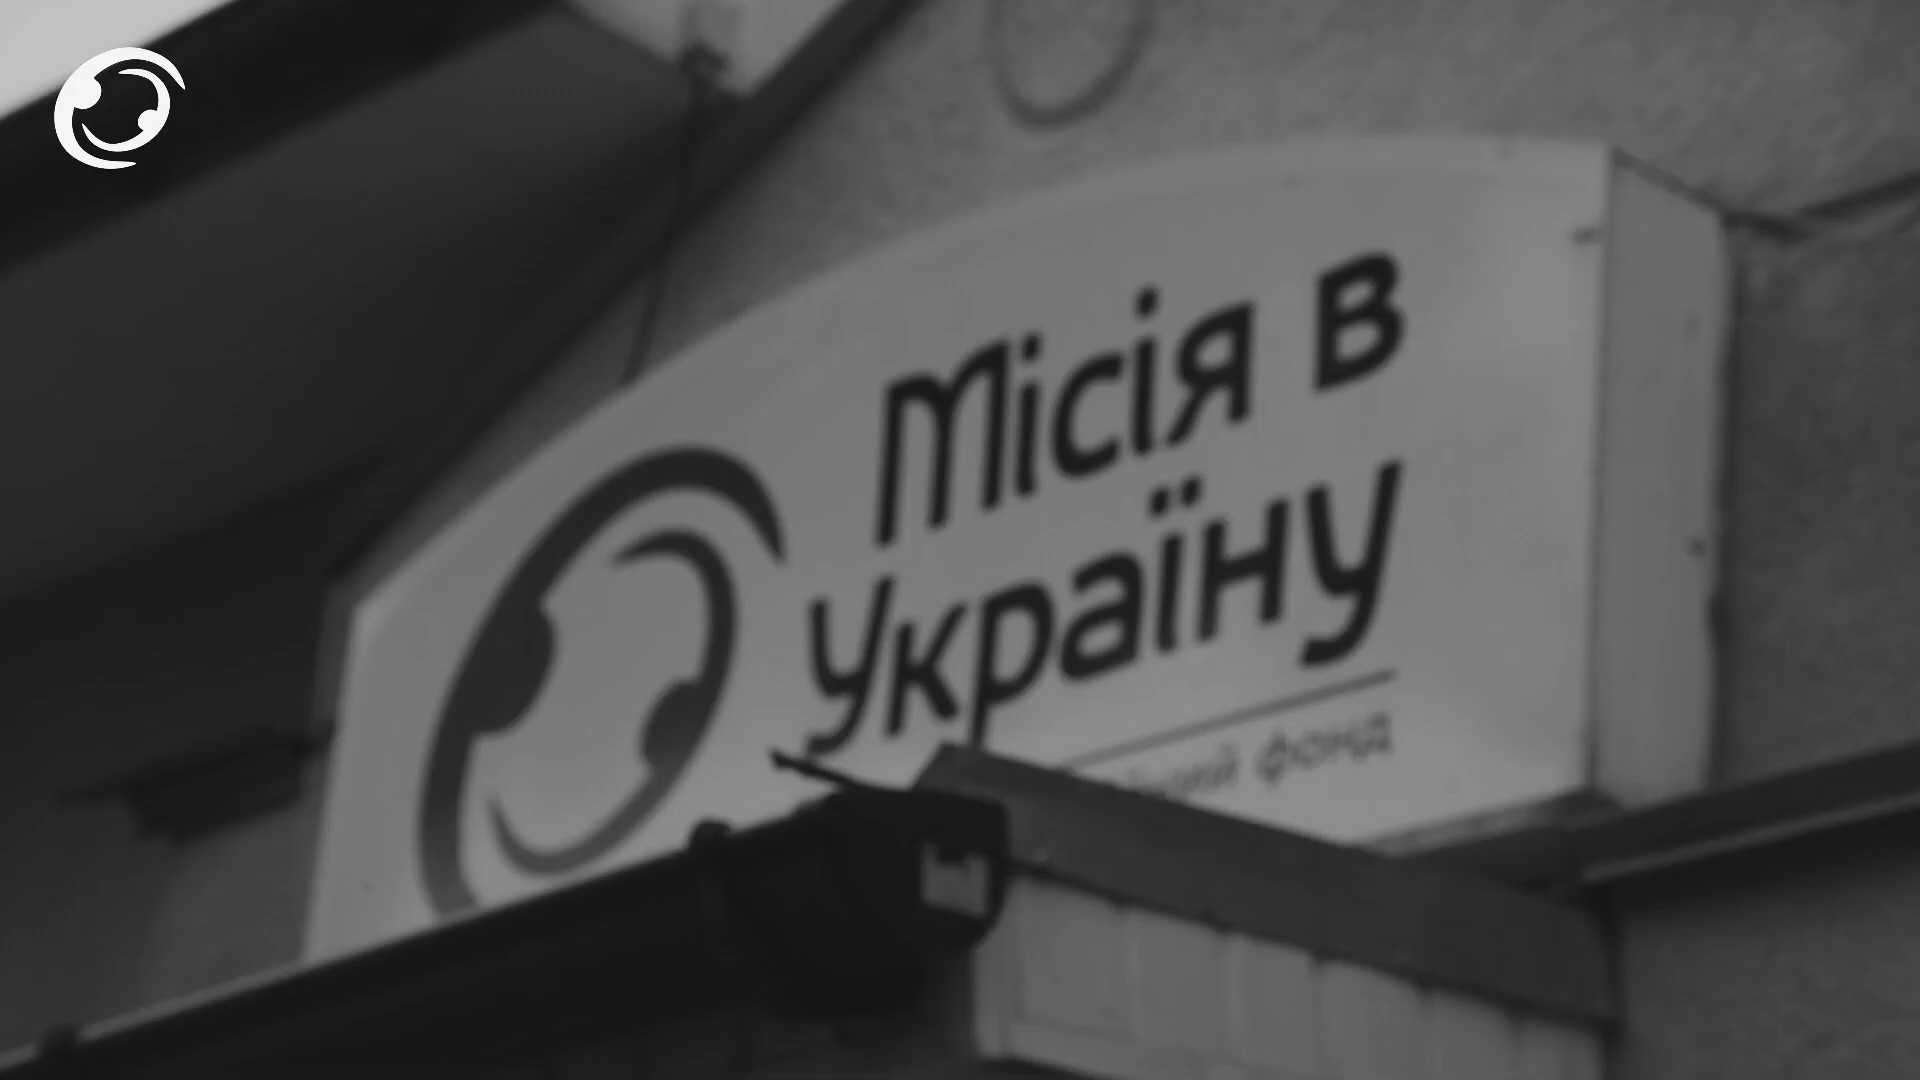 Місія в
Україну
фонд